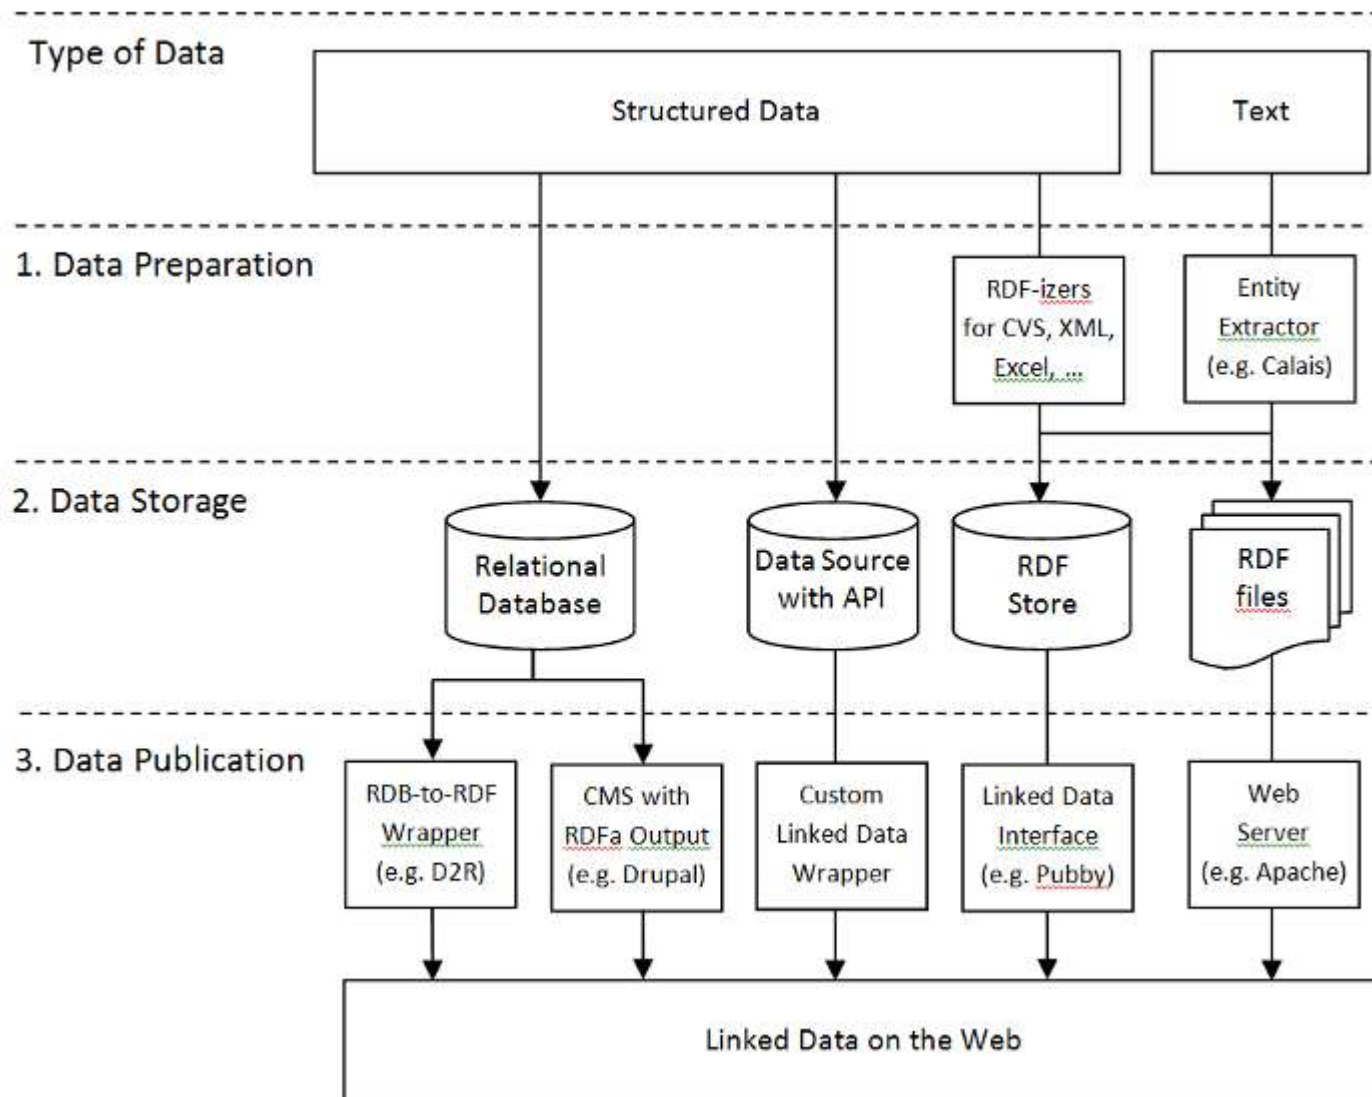 Type of Data
Structured Data
Text
1. Data Preparation
RDF-izers
for CVS, XML,
Excel, ...
Entity
Extractor
(e.g. Calais)
2. Data Storage
Relational
Database
Data Source
with API
RDF
Store
RDF
files
3. Data Publication
RDB-to-RDF
Wrapper
(e.g. D2R)
CMS with
RDFa Output
(e.g. Drupal)
Custom
Linked Data
Wrapper
Linked Data
Interface
(e.g. Pubby)
Web
Server
(e.g. Apache)
Linked Data on the Web